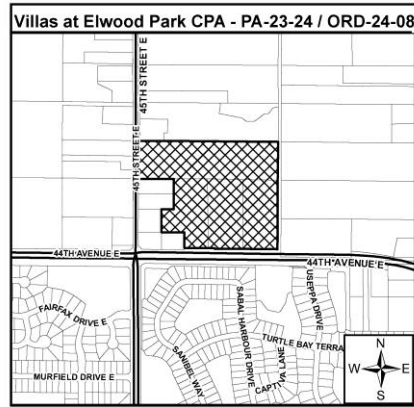 Villas at Elwood Park CPA - PA-23-24 / ORD-24-08
45TH STREET E
45TH STREET E
44TH AVENUE E
44TH AVENUE E
FAIRFAX DRIVE E
MURFIELD DRIVE E
SANIBEL WAY
SABAL HARBOUR DRIVE
CAPTIVA LANE
USEPPA DRIVE
TURTLE BAY TERRA
N
W E
S